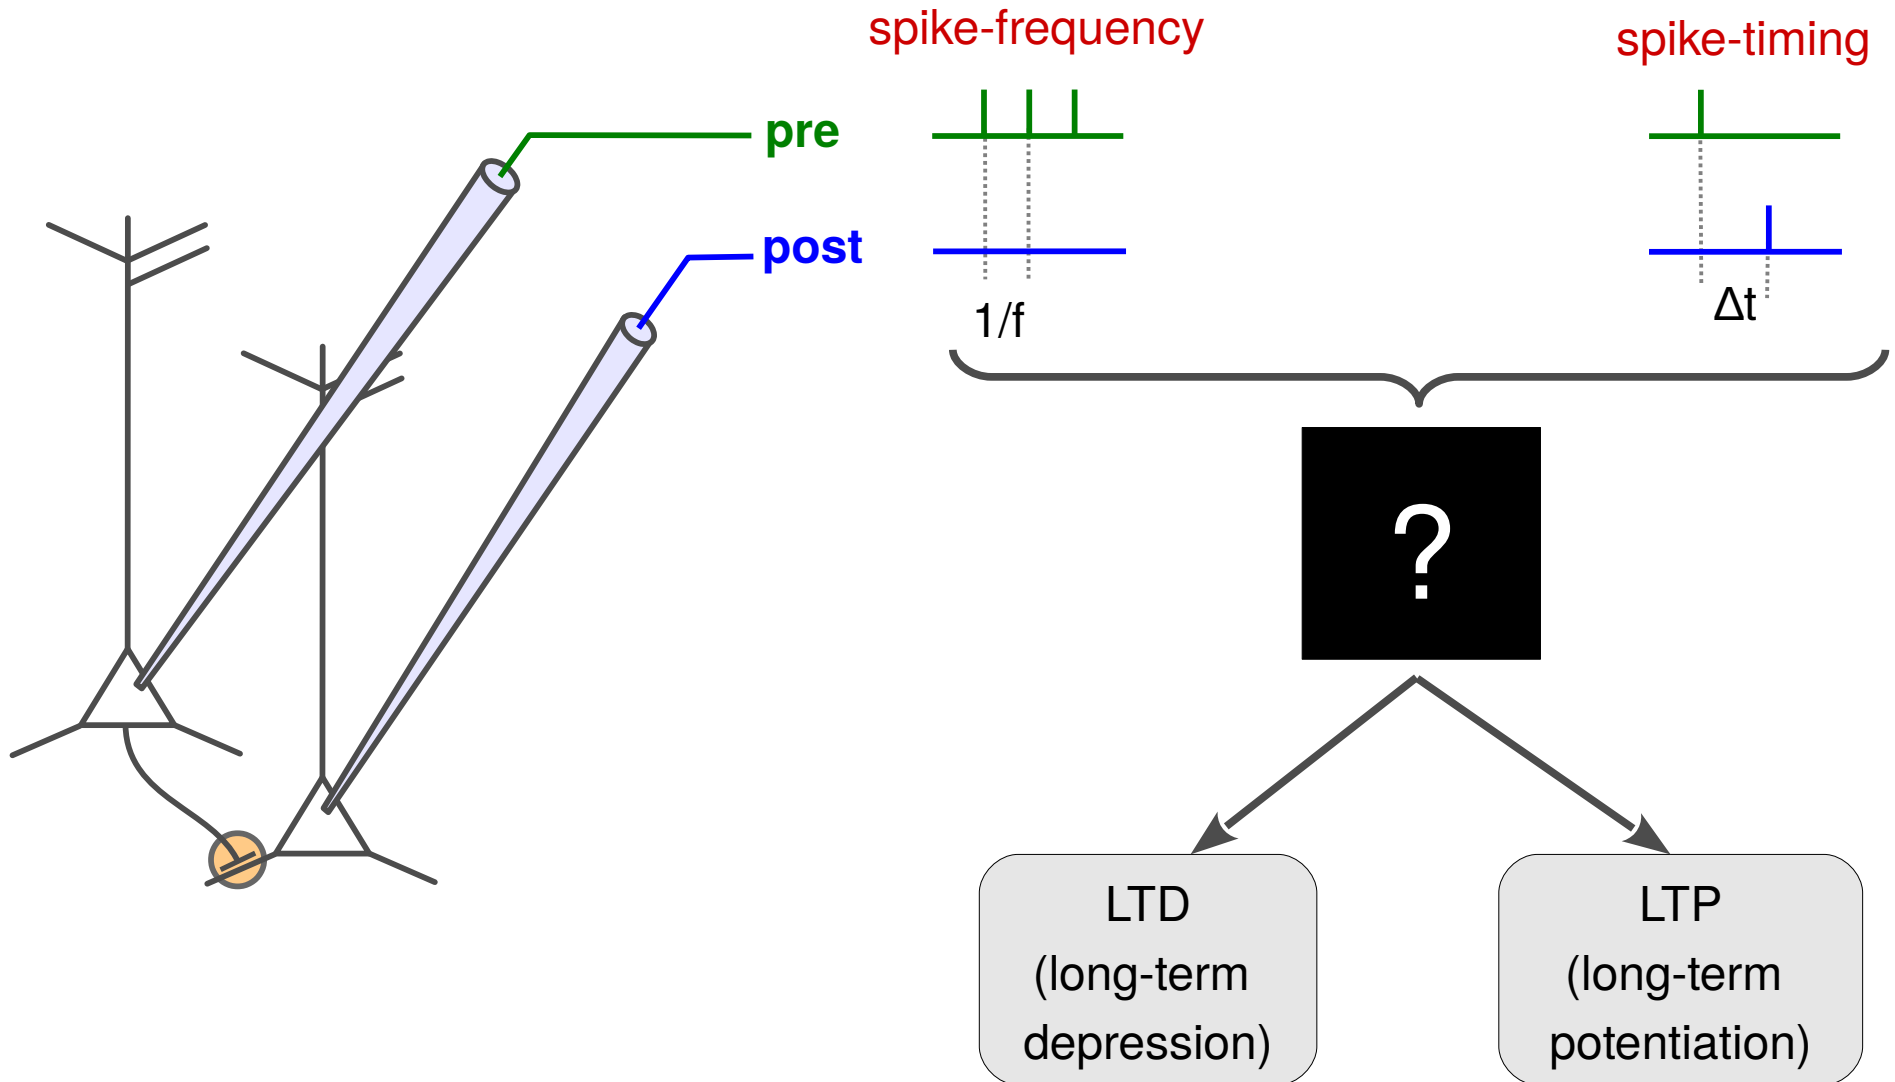 spike-frequency
spike-timing
pre
post
1/f
Δt
?
LTD
(long-term
depression)
LTP
(long-term
potentiation)